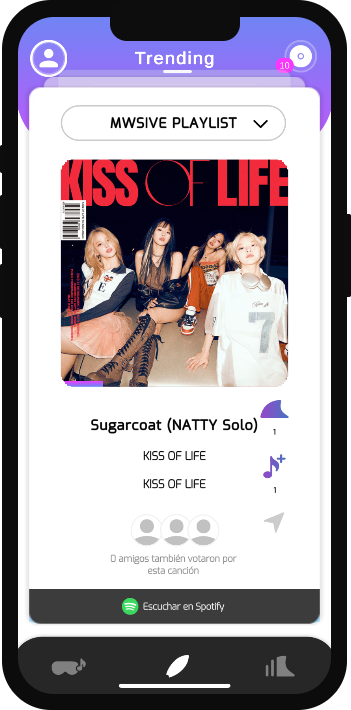 Trending
10
MWSIVE PLAYLIST
KISS OF LIFE
7
Sugarcoat (NATTY Solo)
1
KISS OF LIFE
KISS OF LIFE
1
0 amigos también votaron por
esta canción
Escuchar en Spotify